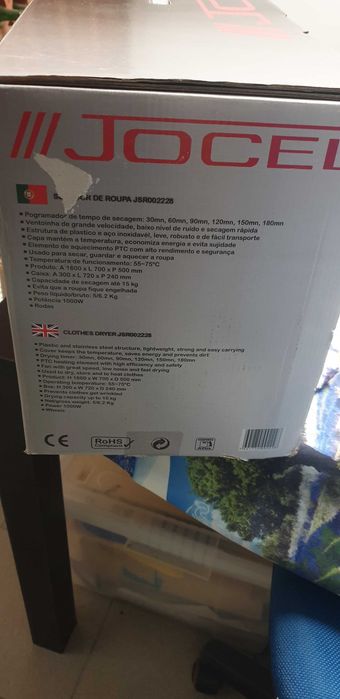 JOCEL
DE ROUPA JSR002228
Pogramador de tempo de secagem: 30mn, 60mn, 90mn, 120mn, 150mn, 180mn
Ventoinha de grande velocidade, baixo nível de ruído e secagem rápida
Estrutura de plastico e aço inoxidavel, leve, robusto e de fácil transporte
Capa mantém a temperatura, economiza energia e evita sujidade
Elemento de aquecimento PTC com alto rendimento e segurança
Usado para secar, guardar e aquecer a roupa
Temperatura de funcionamento: 55~75ºC
Produto: A 1600 x L 700 x P 500 mm
Caixa: A 300 x L 720 x P 240 mm
Capacidade de secagem até 15 kg
Evita que a roupa fique engelhada
Peso liquido/bruto: 5/6.2 Kg
Potência 1000W
Rodas
CLOTHES DRYER JSR002228
Plastic and stainless steel structure, lightweight, strong and easy carrying
Cover keeps the temperature, saves energy and prevents dirt
Drying timer: 30mn, 60mn, 90mn, 120mn, 150mn, 180mn
PTC heating element with high efficiency and safety
Fan with great speed, low noise and fast drying
Used to dry, store and to heat clothes
Operating temperature: 55~75ºC
Product: H 1600 x W 700 x D 500 mm
Box: H 300 x W 720 x D 240 mm
Prevents clothes get wrinkled
Drying capacity up to 15 kg
Net/gross weight: 5/6.2 Kg
Power 1000W
Wheels
CE
RoHS
Compliant